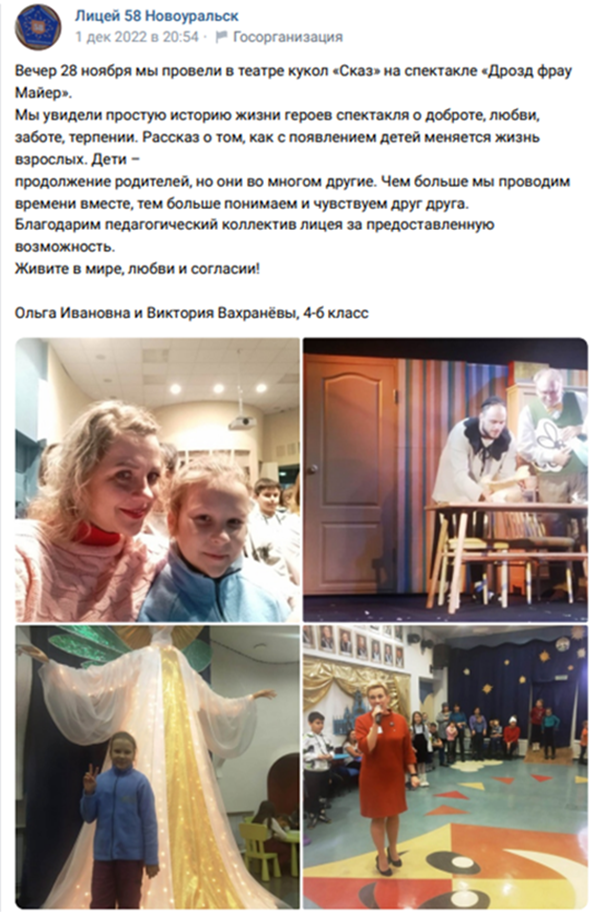 Лицей 58 Новоуральск
1 дек 2022 в 20:54 · Госорганизация
Вечер 28 ноября мы провели в театре кукол «Сказ» на спектакле «Дрозд фрау
Майер».
Мы увидели простую историю жизни героев спектакля о доброте, любви,
заботе, терпении. Рассказ о том, как с появлением детей меняется жизнь
взрослых. Дети –
продолжение родителей, но они во многом другие. Чем больше мы проводим
времени вместе, тем больше понимаем и чувствуем друг друга.
Благодарим педагогический коллектив лицея за предоставленную
возможность.
Живите в мире, любви и согласии!
Ольга Ивановна и Виктория Вахранёвы, 4-б класс